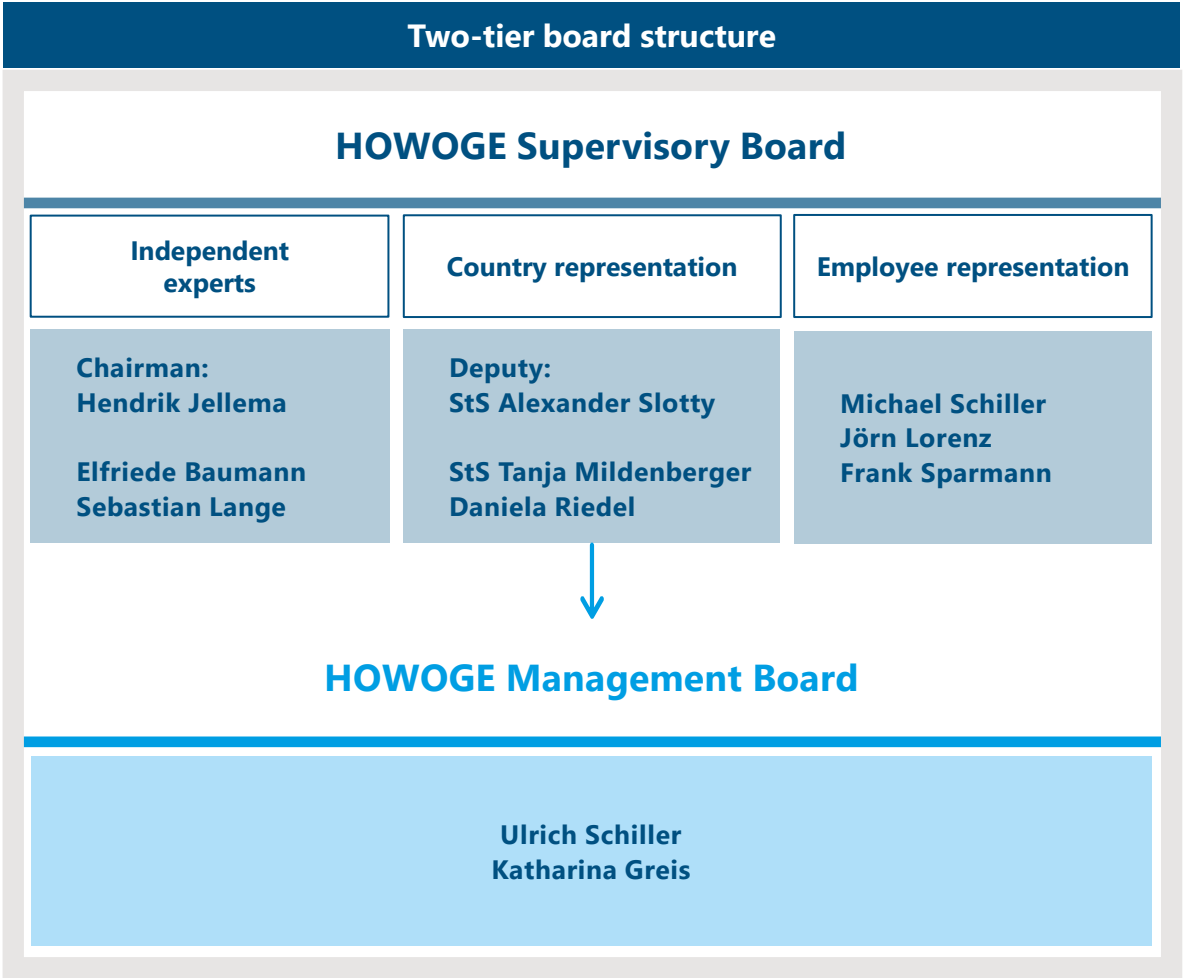 Two-tier board structure
HOWOGE Supervisory Board
Independent
experts
Country representation
Employee representation
Chairman:
Hendrik Jellema
Elfriede Baumann
Sebastian Lange
Deputy:
StS Alexander Slotty
StS Tanja Mildenberger
Daniela Riedel
Michael Schiller
Jörn Lorenz
Frank Sparmann
HOWOGE Management Board
Ulrich Schiller
Katharina Greis